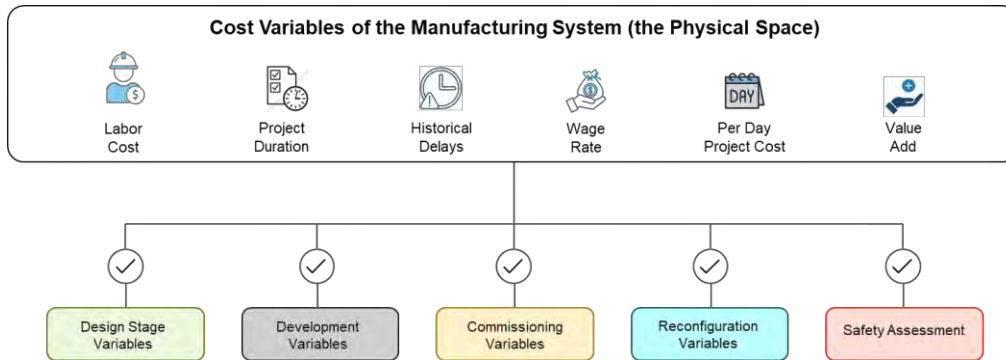 Cost Variables of the Manufacturing System (the Physical Space)
$
DAY
$
Labor
Cost
Project
Duration
Historical
Delays
Wage
Rate
Per Day
Project Cost
Value
Add
Design Stage
Variables
Development
Variables
Commissioning
Variables
Reconfiguration
Variables
Safety Assessment